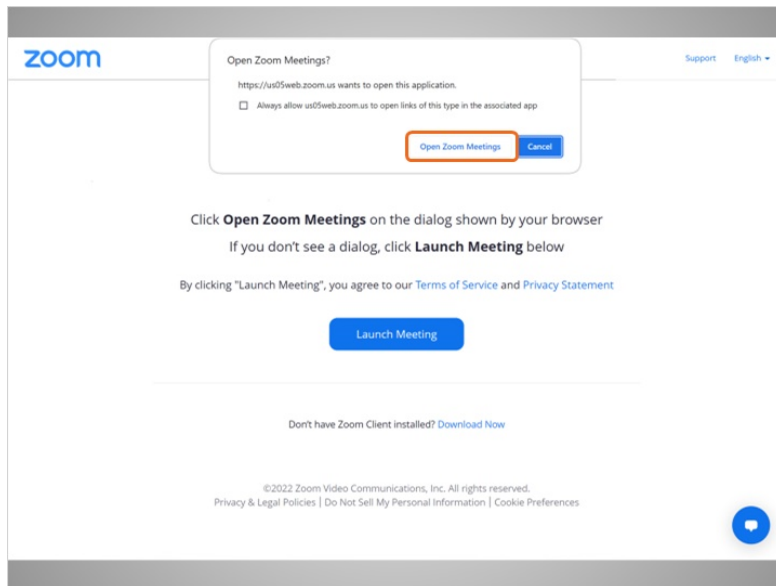 zoom
Support English
Open Zoom Meetings?
https://us05web.zoom.us wants to open this application.
Always allow us05web.zoom.us to open links of this type in the associated app
Open Zoom Meetings Cancel
Click Open Zoom Meetings on the dialog shown by your browser
If you don't see a dialog, click Launch Meeting below
By clicking "Launch Meeting", you agree to our Terms of Service and Privacy Statement
Launch Meeting
Don't have Zoom Client installed? Download Now
©2022 Zoom Video Communications, Inc. All rights reserved.
Privacy & Legal Policies | Do Not Sell My Personal Information | Cookie Preferences